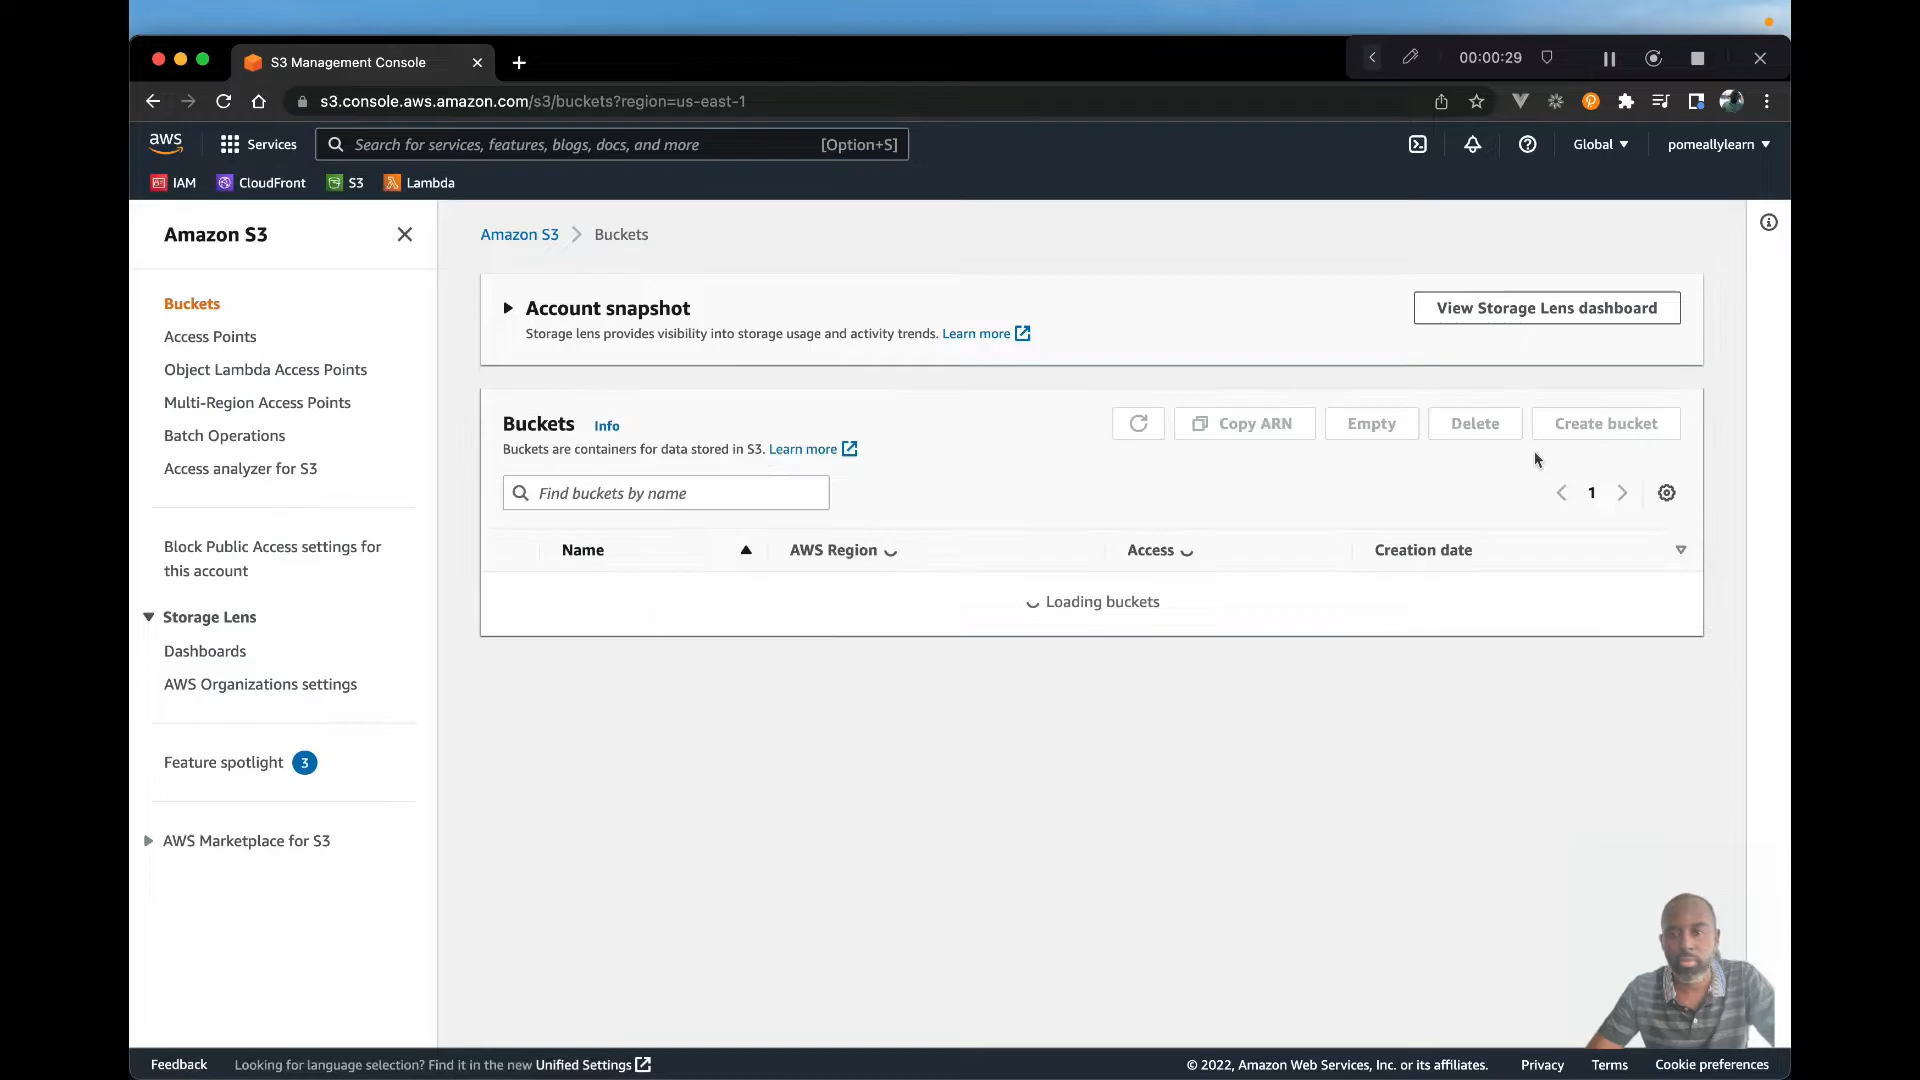 S3 Management Console
00:00:29
s3.console.aws.amazon.com/s3/buckets?region=us-east-1
aws
Services
Search for services, features, blogs, docs, and more
[Option+S]
Global
pomeallylearn
IAM
CloudFront
S3
Lambda
Amazon S3
Buckets
Access Points
Object Lambda Access Points
Multi-Region Access Points
Batch Operations
Access analyzer for S3
Block Public Access settings for
this account
Storage Lens
Dashboards
AWS Organizations settings
Feature spotlight 3
AWS Marketplace for S3
Amazon S3 > Buckets
Account snapshot
View Storage Lens dashboard
Storage lens provides visibility into storage usage and activity trends. Learn more
Buckets Info
Copy ARN
Empty
Delete
Create bucket
Buckets are containers for data stored in S3. Learn more
Find buckets by name
1
Name
AWS Region
Access
Creation date
Loading buckets
Feedback
Looking for language selection? Find it in the new Unified Settings
© 2022, Amazon Web Services, Inc. or its affiliates.
Privacy
Terms
Cookie preferences